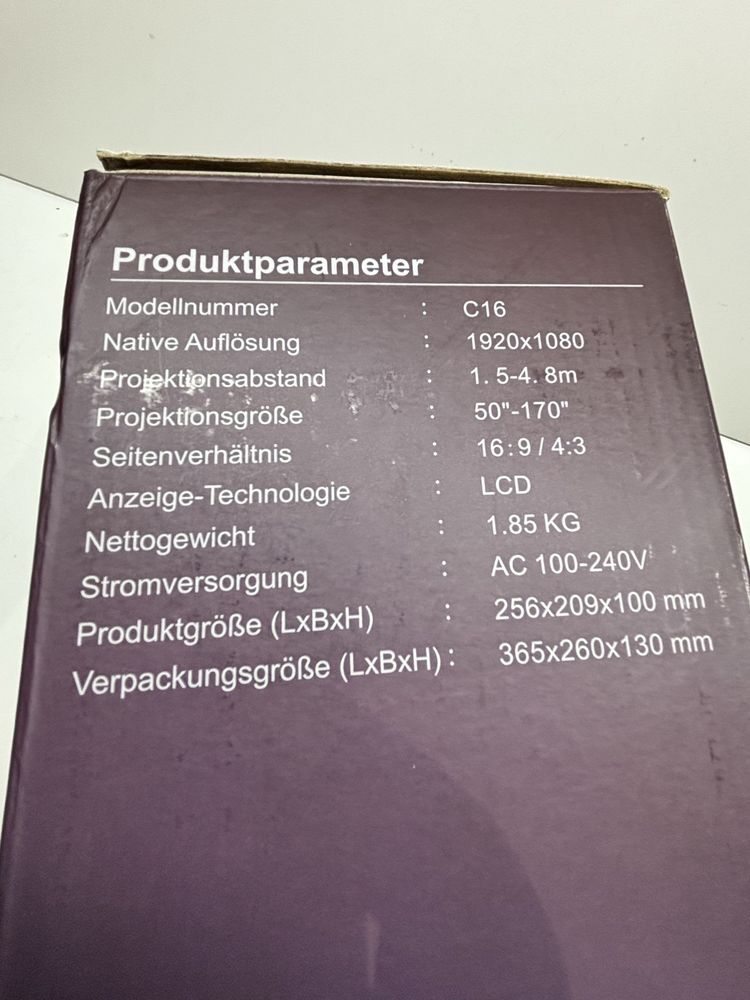 Produktparameter
Modellnummer : C16
Native Auflösung : 1920x1080
Projektionsabstand : 1. 5-4. 8m
Projektionsgröße : 50"-170"
Seitenverhältnis : 16:9 / 4:3
Anzeige-Technologie : LCD
Nettogewicht : 1.85 KG
Stromversorgung : AC 100-240V
Produktgröße (LxBxH) : 256x209x100 mm
Verpackungsgröße (LxBxH) : 365x260x130 mm